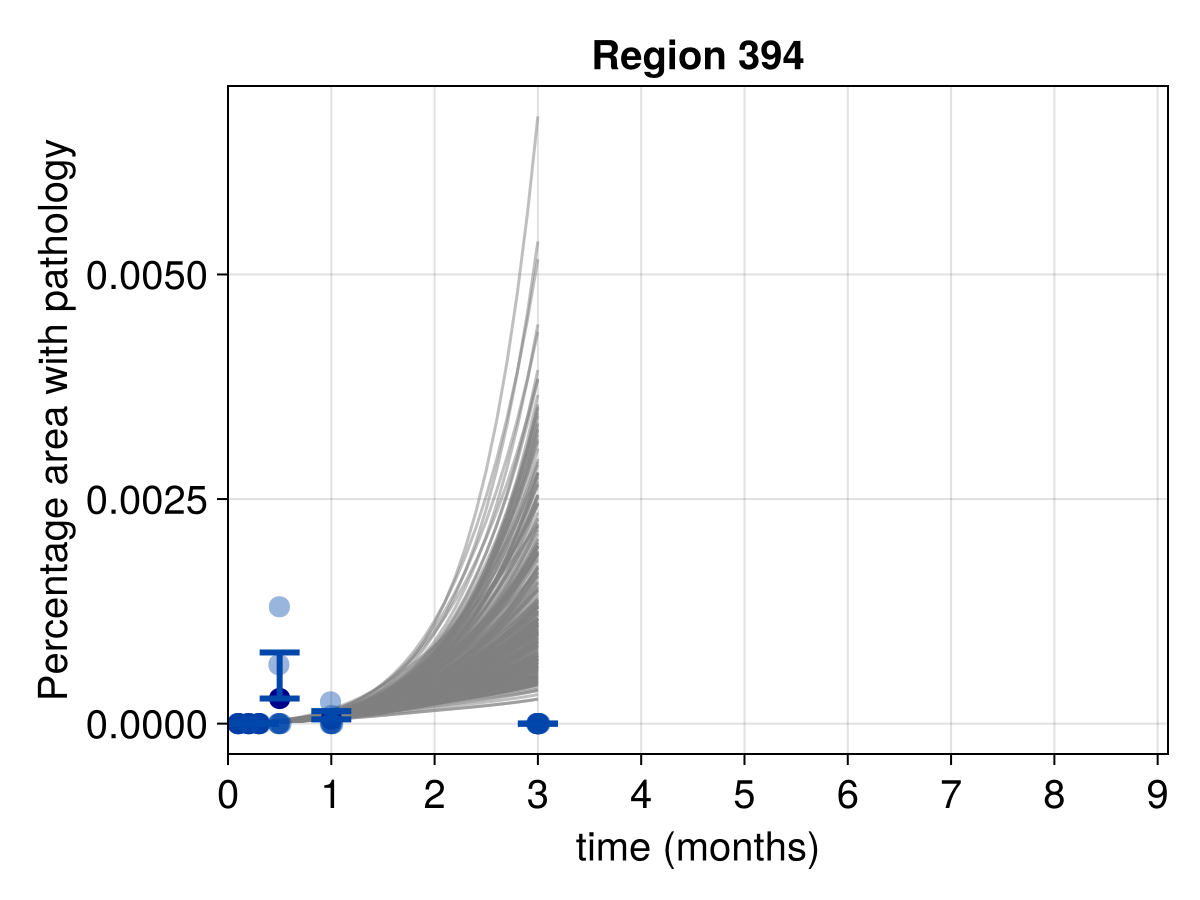 Region 394
Percentage area with pathology
0.0050
0.0025
0.0000
0 1 2 3 4 5 6 7 8 9
time (months)